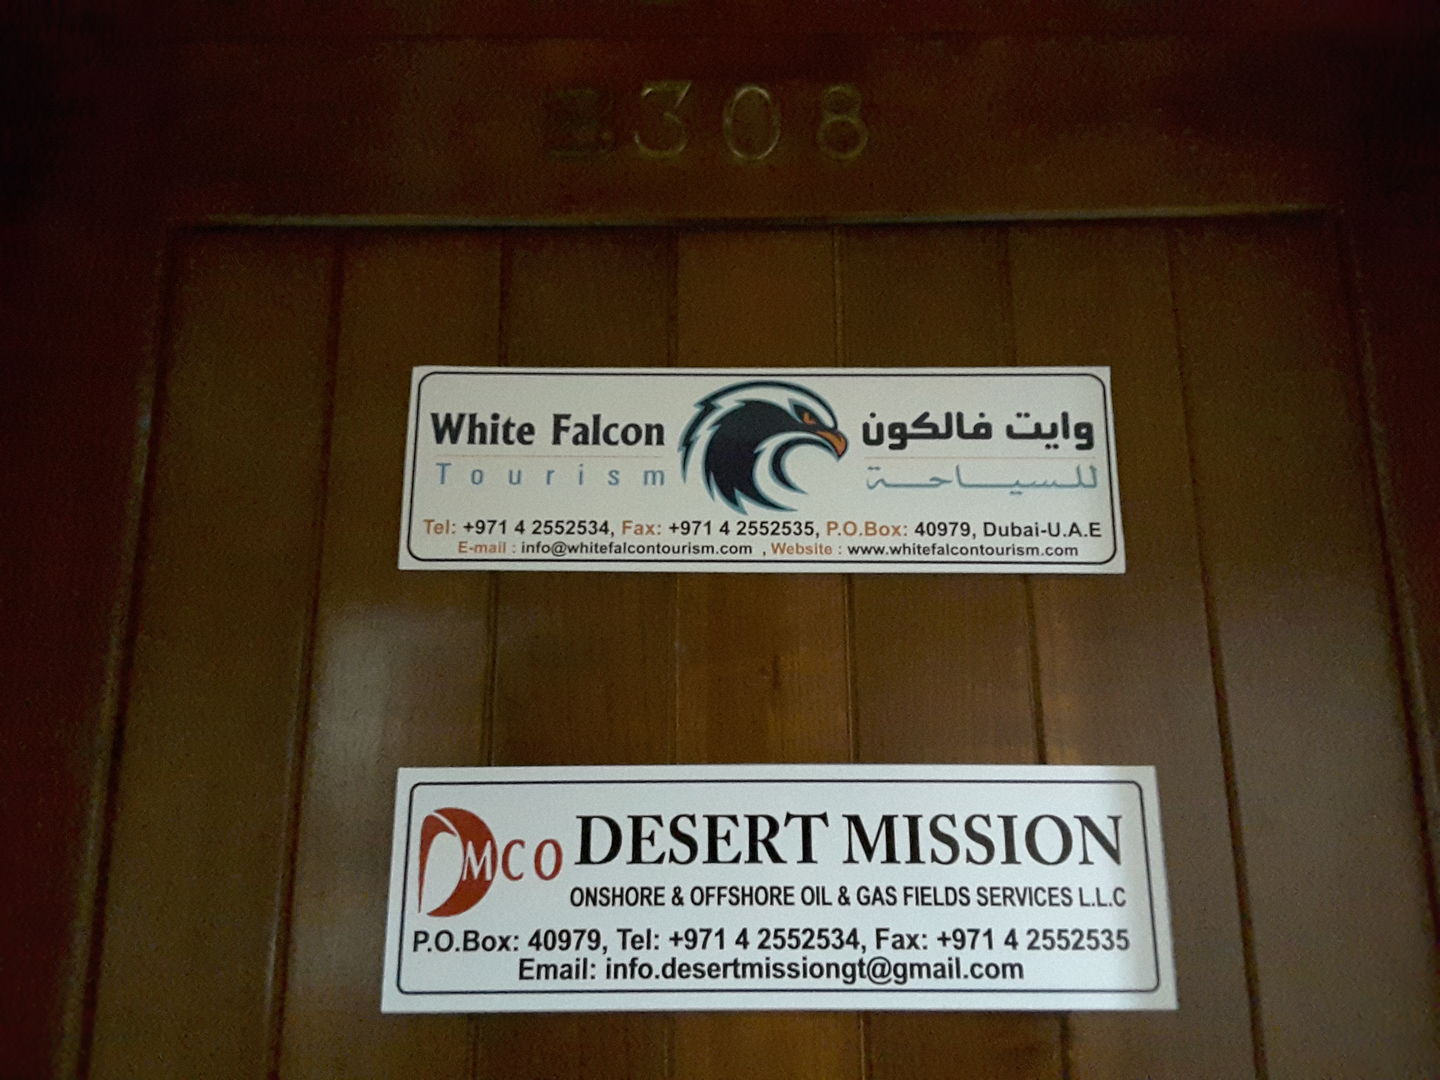 308
White Falcon
Tourism
وايت فالكون
للسياحة
Tel: +971 4 2552534, Fax: +971 4 2552535, P.O.Box: 40979, Dubai-U.A.E
E-mail : info@whitefalcontourism.com , Website : www.whitefalcontourism.com
DMCO DESERT MISSION
ONSHORE & OFFSHORE OIL & GAS FIELDS SERVICES L.L.C
P.O.Box: 40979, Tel: +971 4 2552534, Fax: +971 4 2552535
Email: info.desertmissiongt@gmail.com